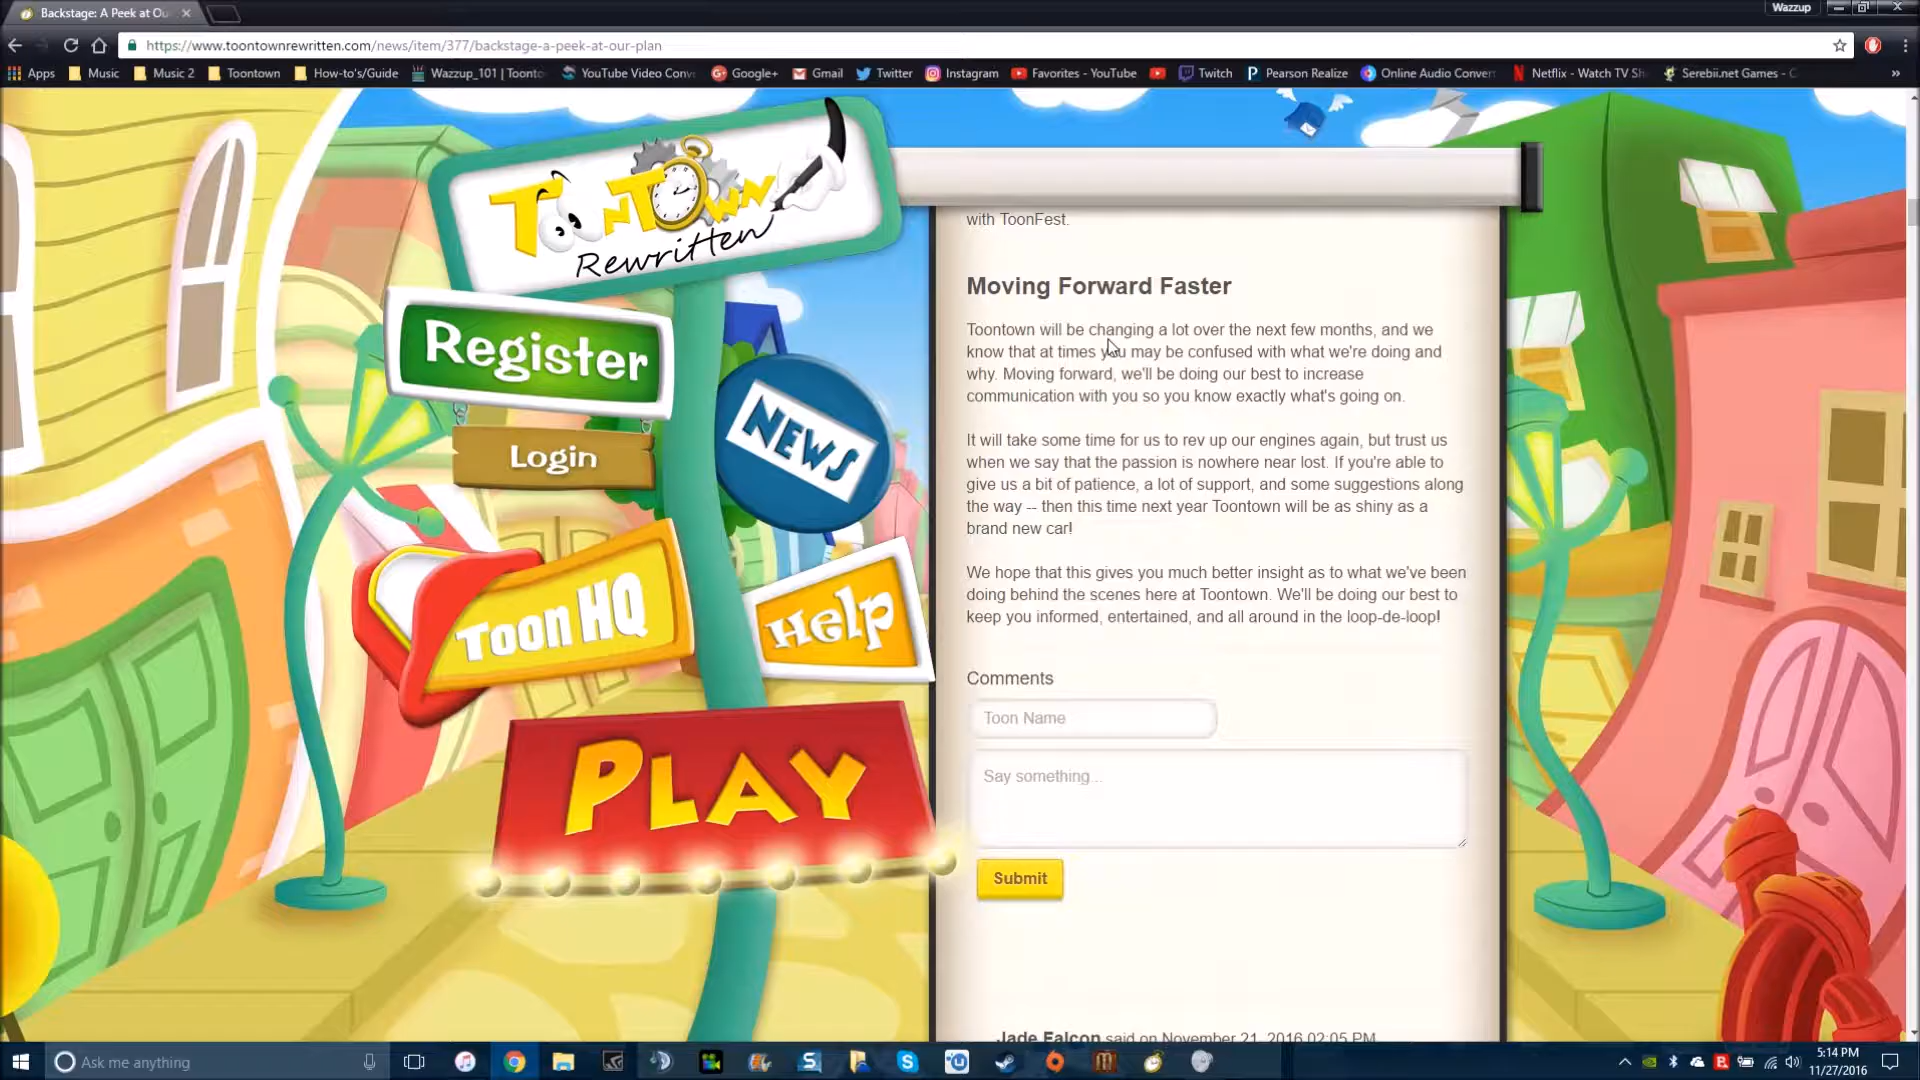 Backstage: A Peek at Ou
Wazzup
https://www.toontownrewritten.com/news/item/377/backstage-a-peek-at-our-plan
Apps Music Music 2 Toontown How-to's/Guide Wazzup_101 | Toonto YouTube Video Conv Google+ Gmail Twitter Instagram Favorites - YouTube Twitch Pearson Realize Online Audio Convert Netflix - Watch TV Sh Serebii.net Games - C
TOONTOWN
Rewritten
Register
Login
NEWS
Toon HQ
Help
PLAY
with ToonFest.
Moving Forward Faster
Toontown will be changing a lot over the next few months, and we
know that at times you may be confused with what we're doing and
why. Moving forward, we'll be doing our best to increase
communication with you so you know exactly what's going on.
It will take some time for us to rev up our engines again, but trust us
when we say that the passion is nowhere near lost. If you're able to
give us a bit of patience, a lot of support, and some suggestions along
the way -- then this time next year Toontown will be as shiny as a
brand new car!
We hope that this gives you much better insight as to what we've been
doing behind the scenes here at Toontown. We'll be doing our best to
keep you informed, entertained, and all around in the loop-de-loop!
Comments
Toon Name
Say something...
Submit
Jade Falcon said on November 21, 2016 02:05 PM
Ask me anything
5:14 PM
11/27/2016